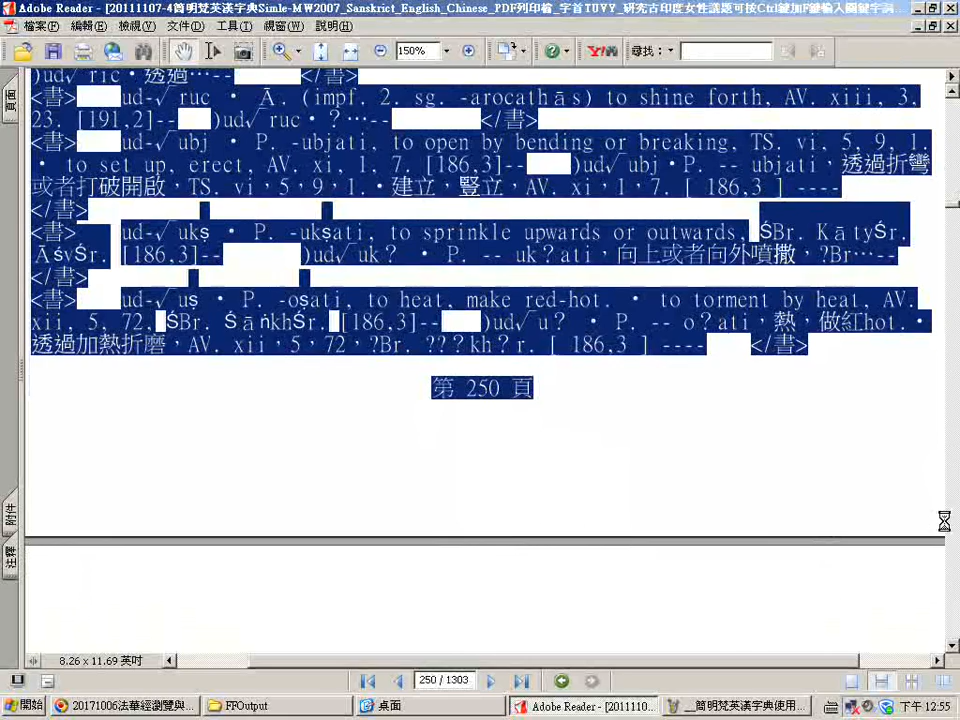 Adobe Reader - [20111107-4簡明梵英漢字典Simle-MW2007_Sanskrict_English_Chinese_PDF列印檔_字首TUVY_研究古印度女性議題可按Ctrl鍵加F鍵輸入關鍵字詞...
檔案(F) 編輯(E) 檢視(V) 文件(D) 工具(T) 視窗(W) 說明(H)
150% Y! 尋找：
頁面
)ud√ ric‧透過…-- </書>
<書> ud-√ ruc ‧ Ā. (impf. 2. sg. -arocathās) to shine forth, AV. xiii, 3,
23. [191,2]-- )ud√ ruc‧?…-- </書>
<書> ud-√ ubj ‧ P. -ubjati, to open by bending or breaking, TS. vi, 5, 9, 1.
‧ to set up, erect, AV. xi, 1, 7. [186,3]-- )ud√ ubj‧P. -- ubjati，透過折彎
或者打破開啟，TS. vi，5，9，1.‧建立，豎立，AV. xi，1，7. [ 186,3 ] ----
</書>
<書> ud-√ ukṣ ‧ P. -ukṣati, to sprinkle upwards or outwards, ŚBr. KātyŚr.
ĀśvŚr. [186,3]-- )ud√ uk? ‧ P. -- uk?ati，向上或者向外噴撒，?Br…--
</書>
<書> ud-√ uṣ ‧ P. -oṣati, to heat, make red-hot. ‧ to torment by heat, AV.
xii, 5, 72, ŚBr. ŚāṅkhŚr. [186,3]-- )ud√ u? ‧ P. -- o?ati，熱，做紅hot.‧
透過加熱折磨，AV. xii，5，72，?Br. ???kh?r. [ 186,3 ] ---- </書>
第 250 頁
附件
注釋
8.26 x 11.69 英吋
250 / 1303
開始 20171006法華經瀏覽與... FFOutput 桌面 Adobe Reader - [201110... __簡明梵英字典使用... 下午 12:55